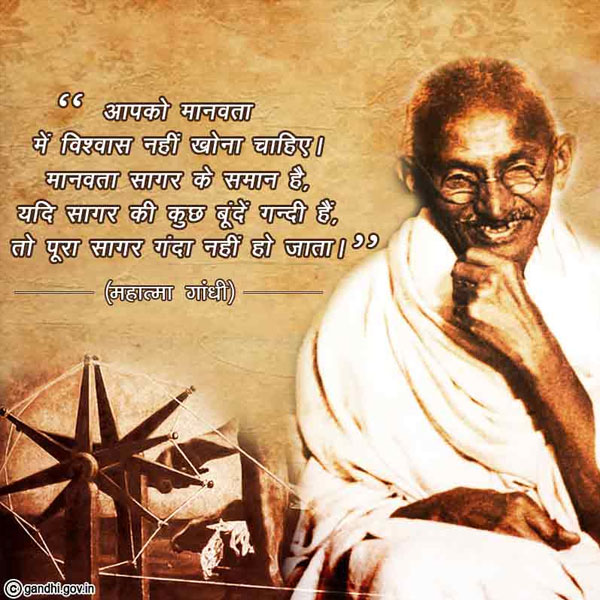 “ आपको मानवता
में विश्वास नहीं खोना चाहिए।
मानवता सागर के समान है,
यदि सागर की कुछ बूंदें गन्दी हैं,
तो पूरा सागर गंदा नहीं हो जाता। ”
(महात्मा गांधी)
© gandhi.gov.in